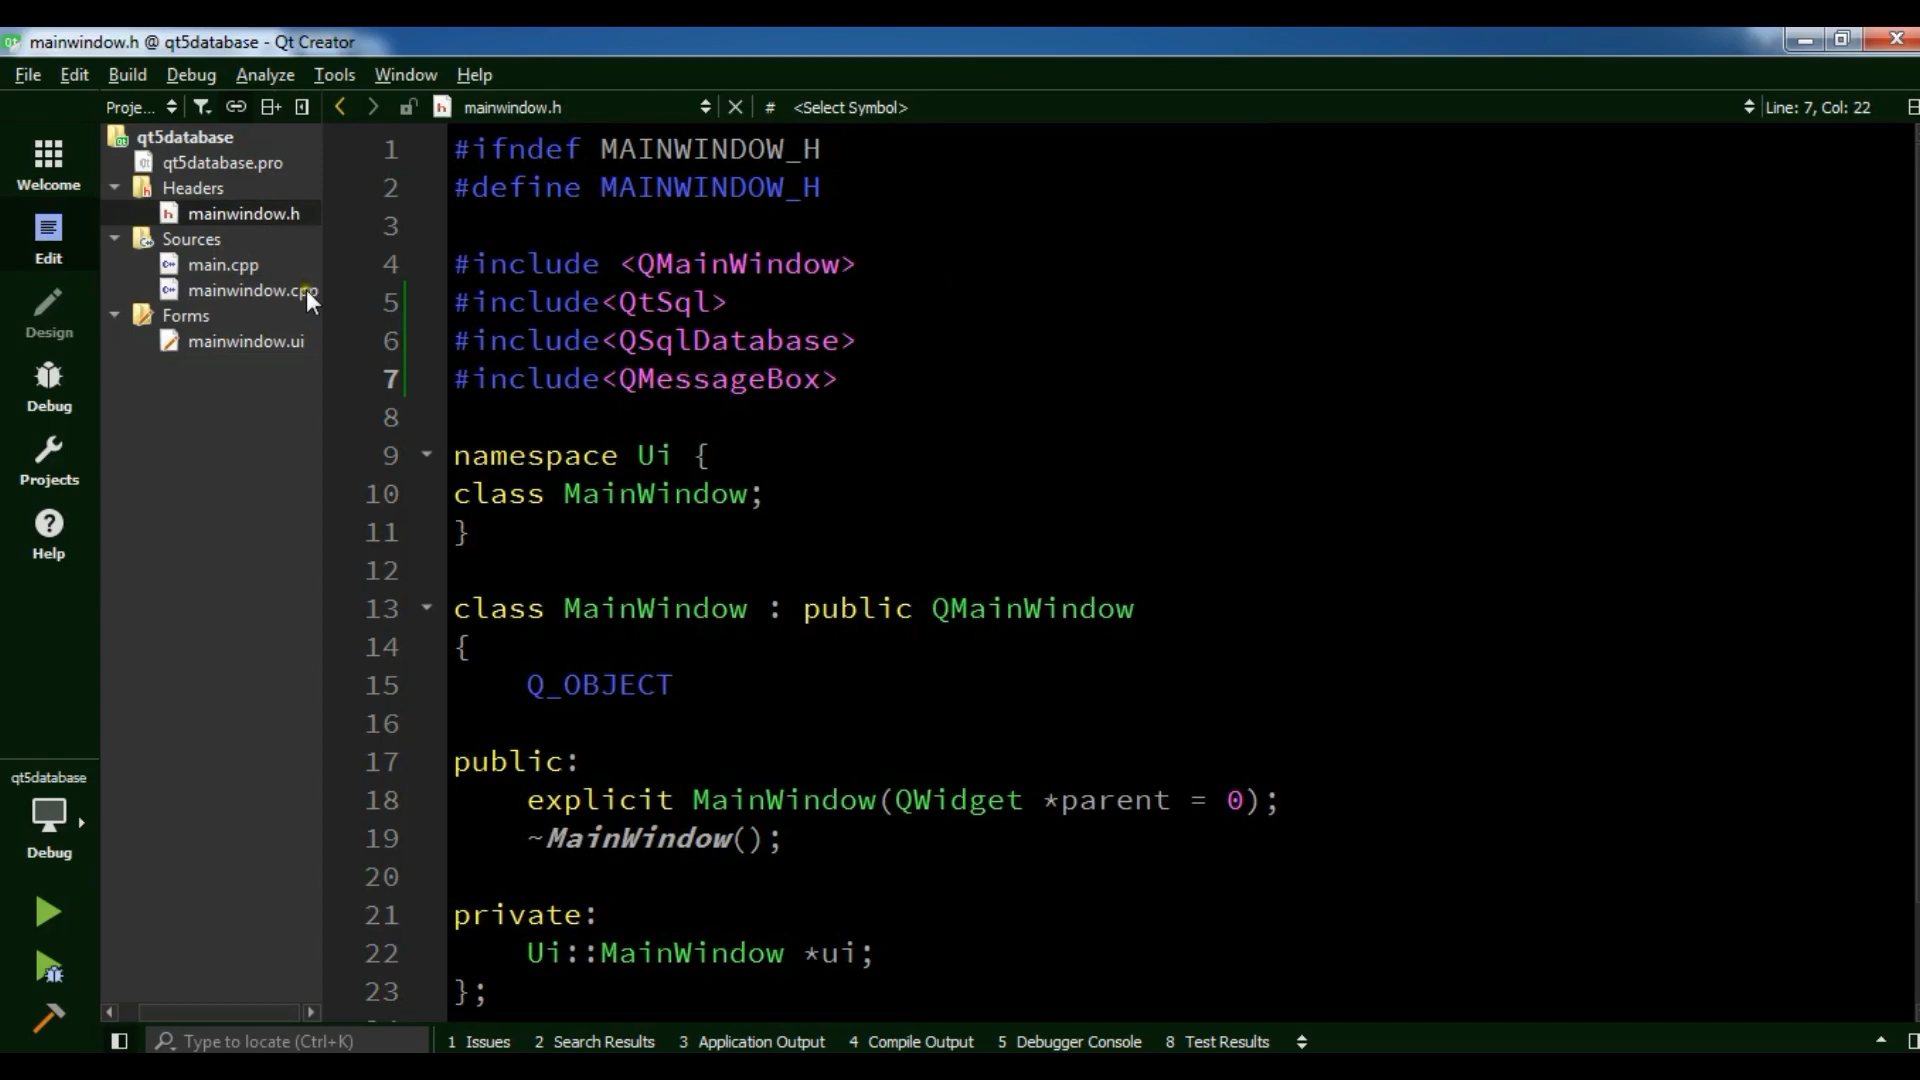 mainwindow.h @ qt5database - Qt Creator
File Edit Build Debug Analyze Tools Window Help
Proje... mainwindow.h # <Select Symbol> Line: 7, Col: 22
Welcome
Edit
Design
Debug
Projects
Help
qt5database
Debug
qt5database
qt5database.pro
Headers
mainwindow.h
Sources
main.cpp
mainwindow.cpp
Forms
mainwindow.ui
1 #ifndef MAINWINDOW_H
2 #define MAINWINDOW_H
3
4 #include <QMainWindow>
5 #include<QtSql>
6 #include<QSqlDatabase>
7 #include<QMessageBox>
8
9 namespace Ui {
10 class MainWindow;
11 }
12
13 class MainWindow : public QMainWindow
14 {
15 Q_OBJECT
16
17 public:
18 explicit MainWindow(QWidget *parent = 0);
19 ~MainWindow();
20
21 private:
22 Ui::MainWindow *ui;
23 };
Type to locate (Ctrl+K) 1 Issues 2 Search Results 3 Application Output 4 Compile Output 5 Debugger Console 8 Test Results